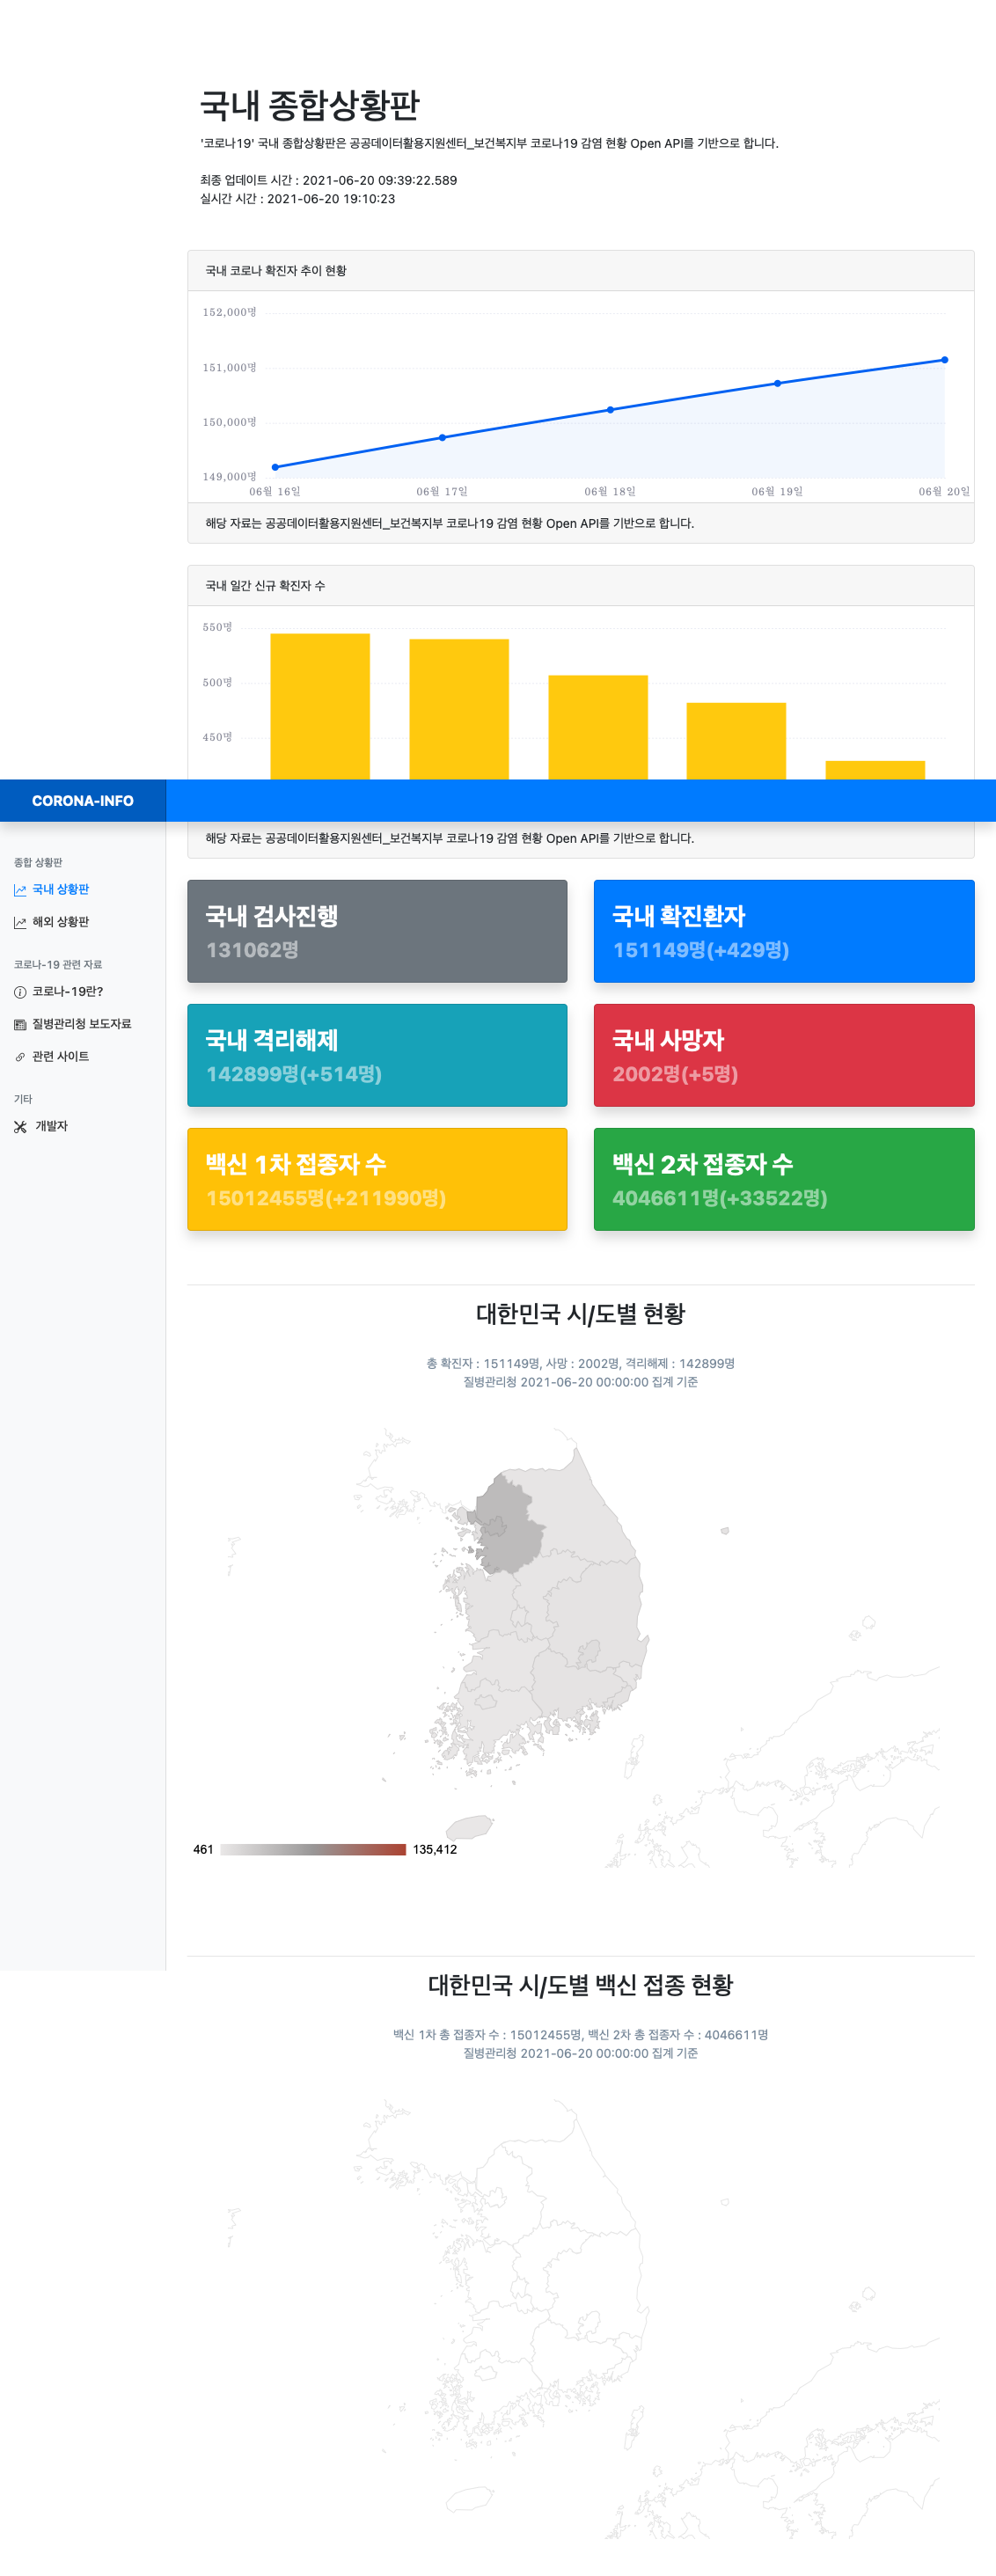 국내 종합상황판
'코로나19' 국내 종합상황판은 공공데이터활용지원센터_보건복지부 코로나19 감염 현황 Open API를 기반으로 합니다.
최종 업데이트 시간 : 2021-06-20 09:39:22.589
실시간 시간 : 2021-06-20 19:10:23
국내 코로나 확진자 추이 현황
152,000명
151,000명
150,000명
149,000명
06월 16일 06월 17일 06월 18일 06월 19일 06월 20일
해당 자료는 공공데이터활용지원센터_보건복지부 코로나19 감염 현황 Open API를 기반으로 합니다.
국내 일간 신규 확진자 수
550명
500명
450명
CORONA-INFO
해당 자료는 공공데이터활용지원센터_보건복지부 코로나19 감염 현황 Open API를 기반으로 합니다.
종합 상황판
국내 상황판
해외 상황판
코로나-19 관련 자료
코로나-19란?
질병관리청 보도자료
관련 사이트
기타
개발자
국내 검사진행
131062명
국내 확진환자
151149명(+429명)
국내 격리해제
142899명(+514명)
국내 사망자
2002명(+5명)
백신 1차 접종자 수
15012455명(+211990명)
백신 2차 접종자 수
4046611명(+33522명)
대한민국 시/도별 현황
총 확진자 : 151149명, 사망 : 2002명, 격리해제 : 142899명
질병관리청 2021-06-20 00:00:00 집계 기준
461 135,412
대한민국 시/도별 백신 접종 현황
백신 1차 총 접종자 수 : 15012455명, 백신 2차 총 접종자 수 : 4046611명
질병관리청 2021-06-20 00:00:00 집계 기준